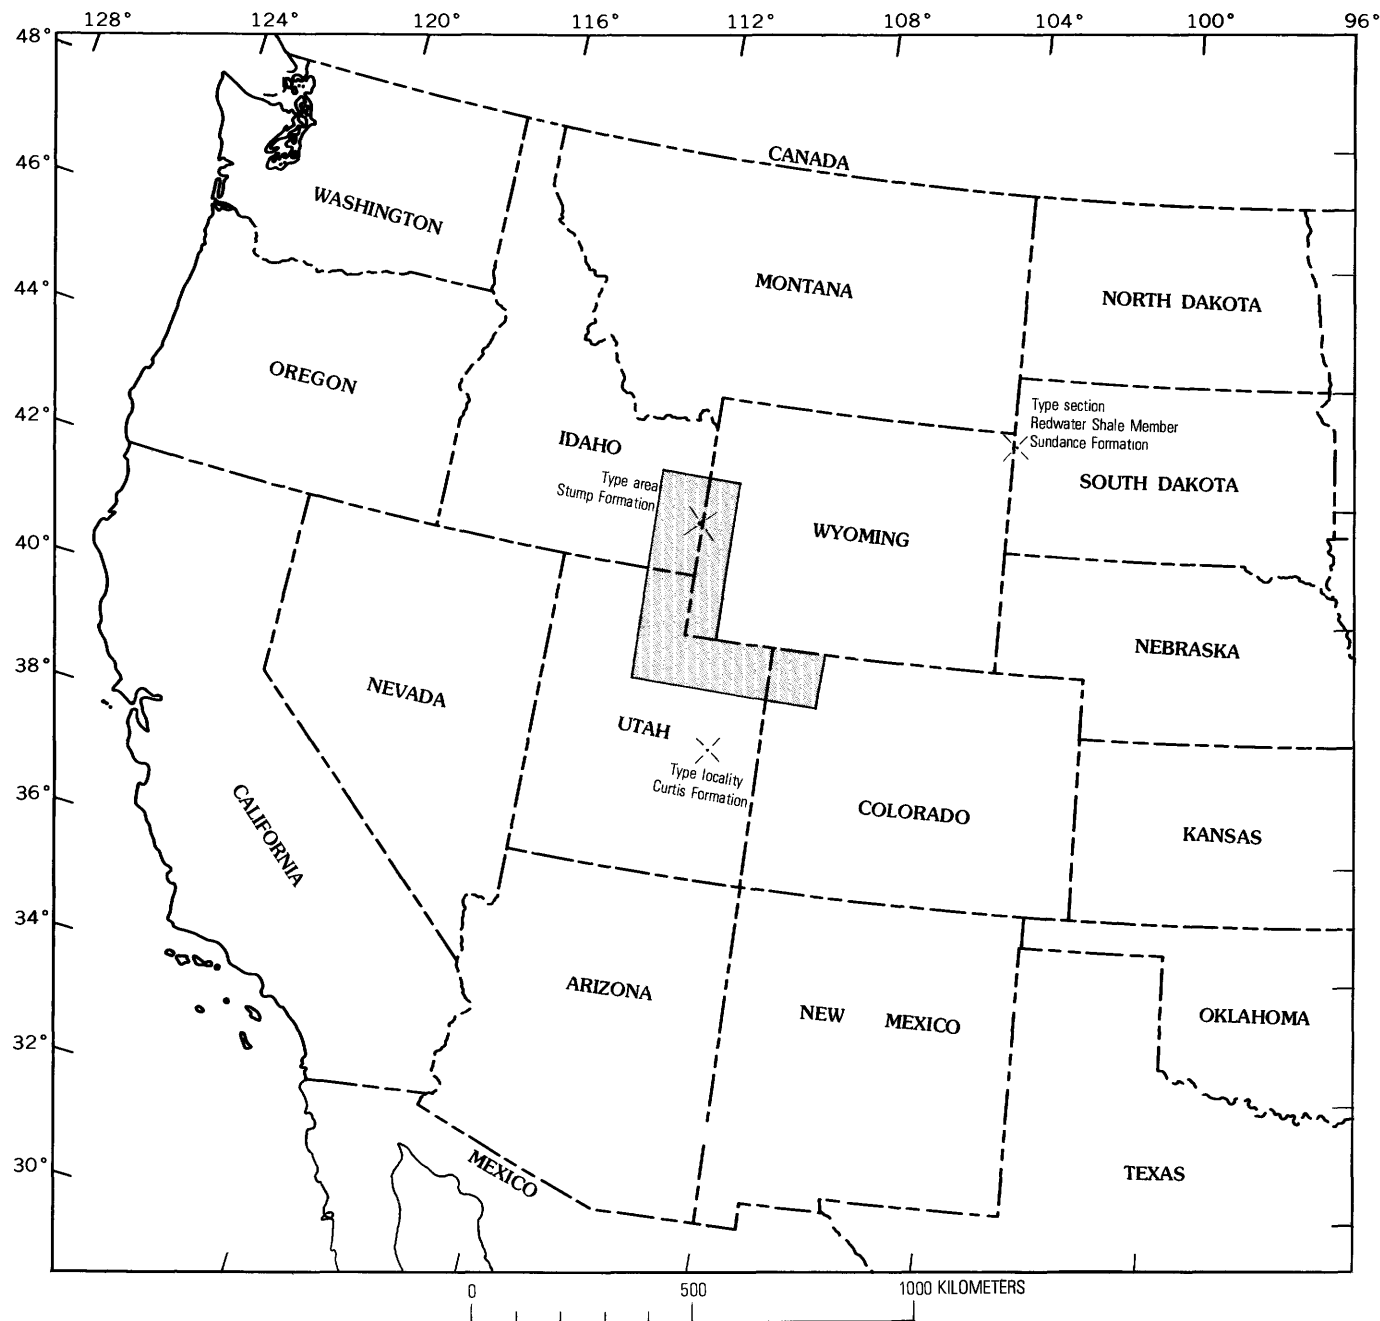 128° 124° 120° 116° 112° 108° 104° 100° 96°
48°
CANADA
46°
WASHINGTON
MONTANA
44°
NORTH DAKOTA
OREGON
42°
Type section
Redwater Shale Member
Sundance Formation
IDAHO
Type area
Stump Formation
SOUTH DAKOTA
WYOMING
40°
NEBRASKA
38°
NEVADA
UTAH
Type locality
Curtis Formation
36°
CALIFORNIA
COLORADO
KANSAS
34°
ARIZONA
NEW MEXICO
OKLAHOMA
32°
MEXICO
TEXAS
30°
0 500 1000 KILOMETERS